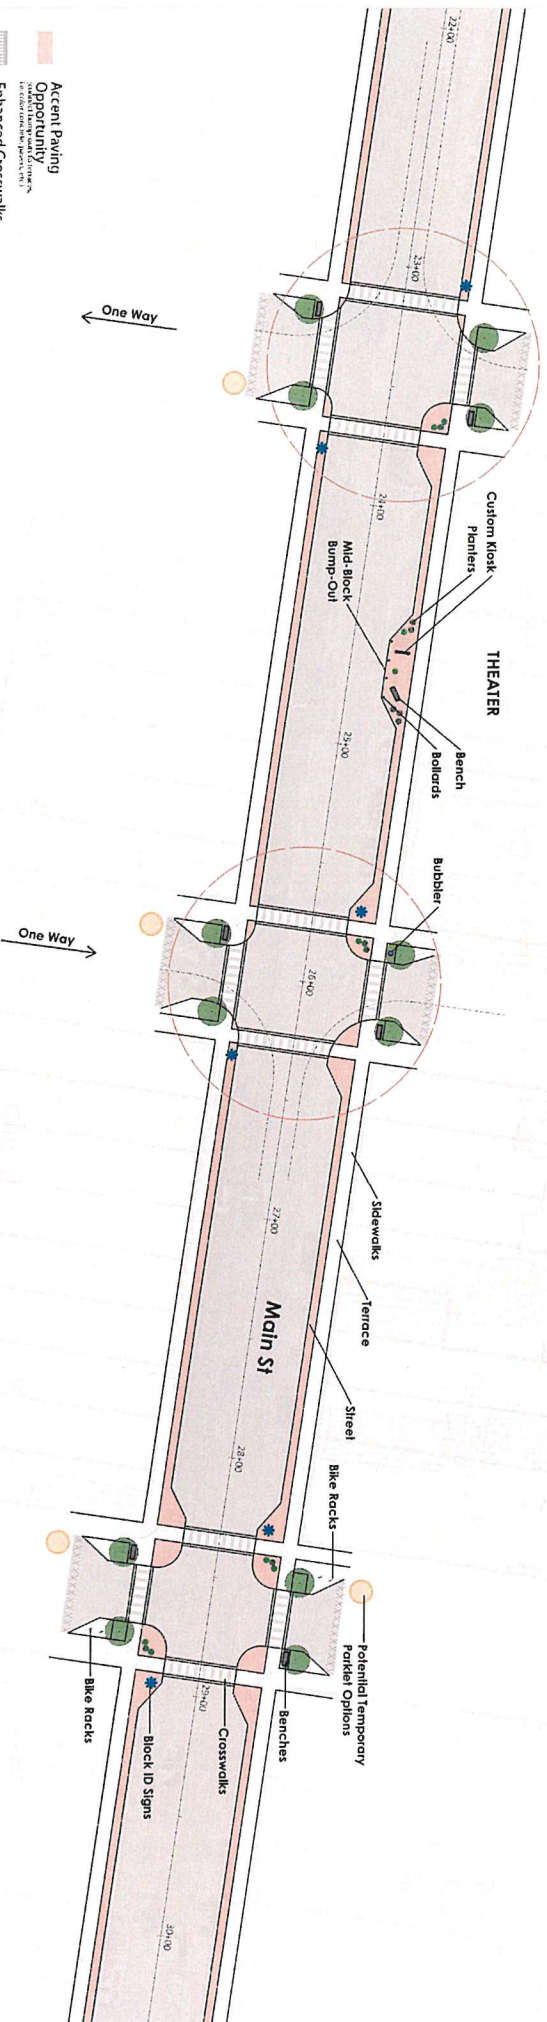 22+00
23+00
One Way
24+00
Custom Kiosk
Planters
Mid-Block
Bump-Out
THEATER
25+00
Bench
Bollards
Bubbler
One Way
26+00
Sidewalks
27+00
Terrace
Main St
Street
28+00
Bike Racks
Potential Temporary
Parklet Options
Benches
Crosswalks
29+00
Block ID Signs
Bike Racks
30+00
Accent Paving
Opportunity
Enhanced Crosswalks